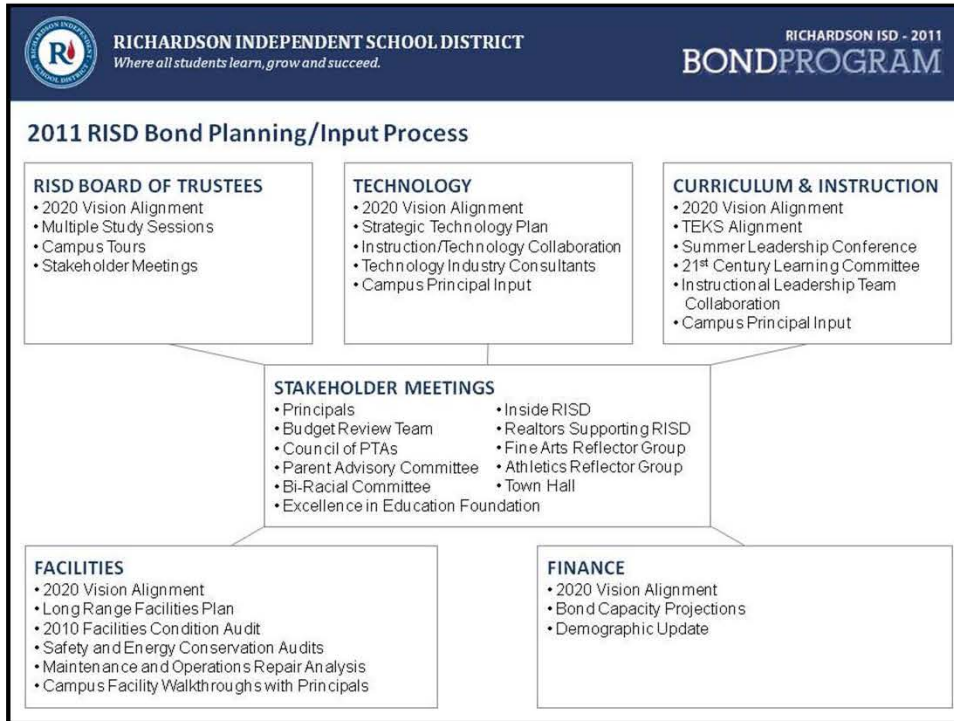 RICHARDSON INDEPENDENT SCHOOL DISTRICT
Where all students learn, grow and succeed.
RICHARDSON INDEPENDENT
SCHOOL DISTRICT
R
RICHARDSON ISD - 2011
BONDPROGRAM
2011 RISD Bond Planning/Input Process
RISD BOARD OF TRUSTEES
• 2020 Vision Alignment
• Multiple Study Sessions
• Campus Tours
• Stakeholder Meetings
TECHNOLOGY
• 2020 Vision Alignment
• Strategic Technology Plan
• Instruction/Technology Collaboration
• Technology Industry Consultants
• Campus Principal Input
CURRICULUM & INSTRUCTION
• 2020 Vision Alignment
• TEKS Alignment
• Summer Leadership Conference
• 21st Century Learning Committee
• Instructional Leadership Team
Collaboration
• Campus Principal Input
STAKEHOLDER MEETINGS
• Principals
• Budget Review Team
• Council of PTAs
• Parent Advisory Committee
• Bi-Racial Committee
• Excellence in Education Foundation
• Inside RISD
• Realtors Supporting RISD
• Fine Arts Reflector Group
• Athletics Reflector Group
• Town Hall
FACILITIES
• 2020 Vision Alignment
• Long Range Facilities Plan
• 2010 Facilities Condition Audit
• Safety and Energy Conservation Audits
• Maintenance and Operations Repair Analysis
• Campus Facility Walkthroughs with Principals
FINANCE
• 2020 Vision Alignment
• Bond Capacity Projections
• Demographic Update